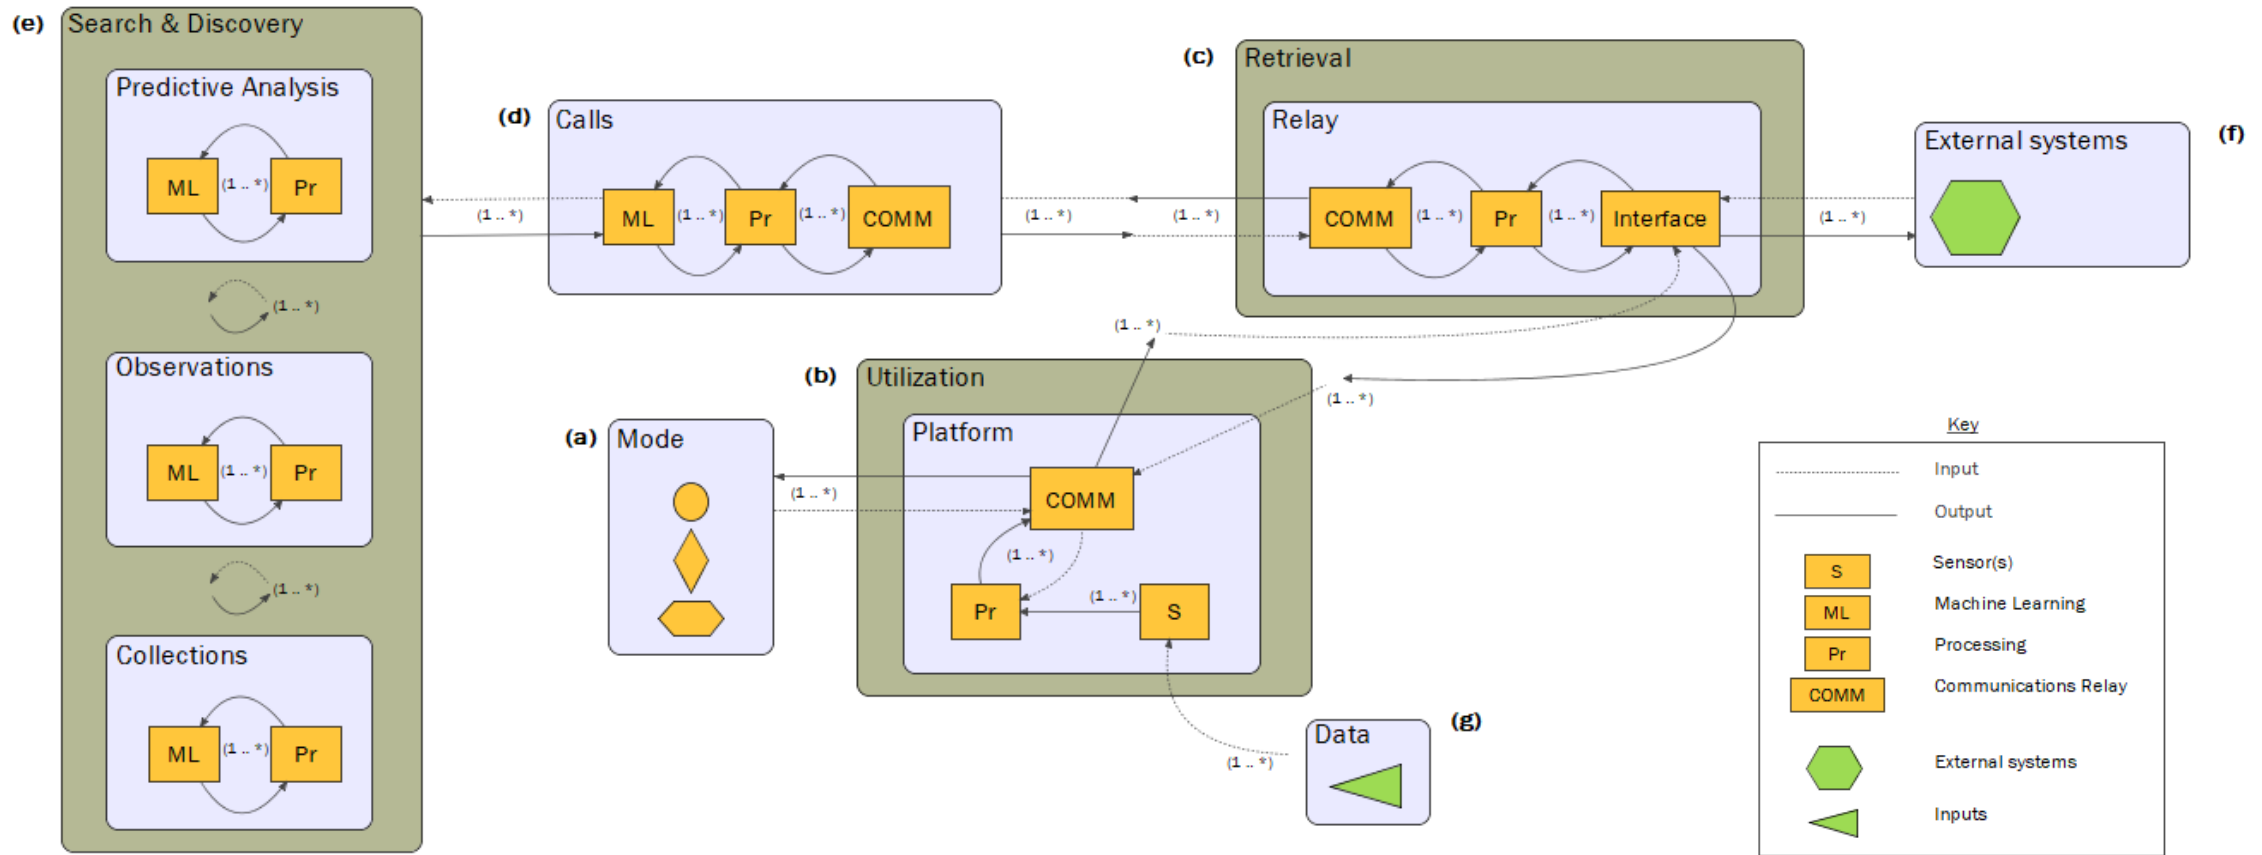 (e)
Search & Discovery
Predictive Analysis
ML
(1 .. *)
Pr
(1 .. *)
Observations
ML
(1 .. *)
Pr
(1 .. *)
Collections
ML
(1 .. *)
Pr
(1 .. *)
(d)
Calls
ML
(1 .. *)
Pr
(1 .. *)
COMM
(1 .. *)
(1 .. *)
(c)
Retrieval
Relay
COMM
(1 .. *)
Pr
(1 .. *)
Interface
(1 .. *)
External systems
(f)
(1 .. *)
(1 .. *)
(b)
Utilization
Platform
COMM
(1 .. *)
Pr
(1 .. *)
S
(a)
Mode
(1 .. *)
(g)
Data
(1 .. *)
Key
Input
Output
S
Sensor(s)
ML
Machine Learning
Pr
Processing
COMM
Communications Relay
External systems
Inputs